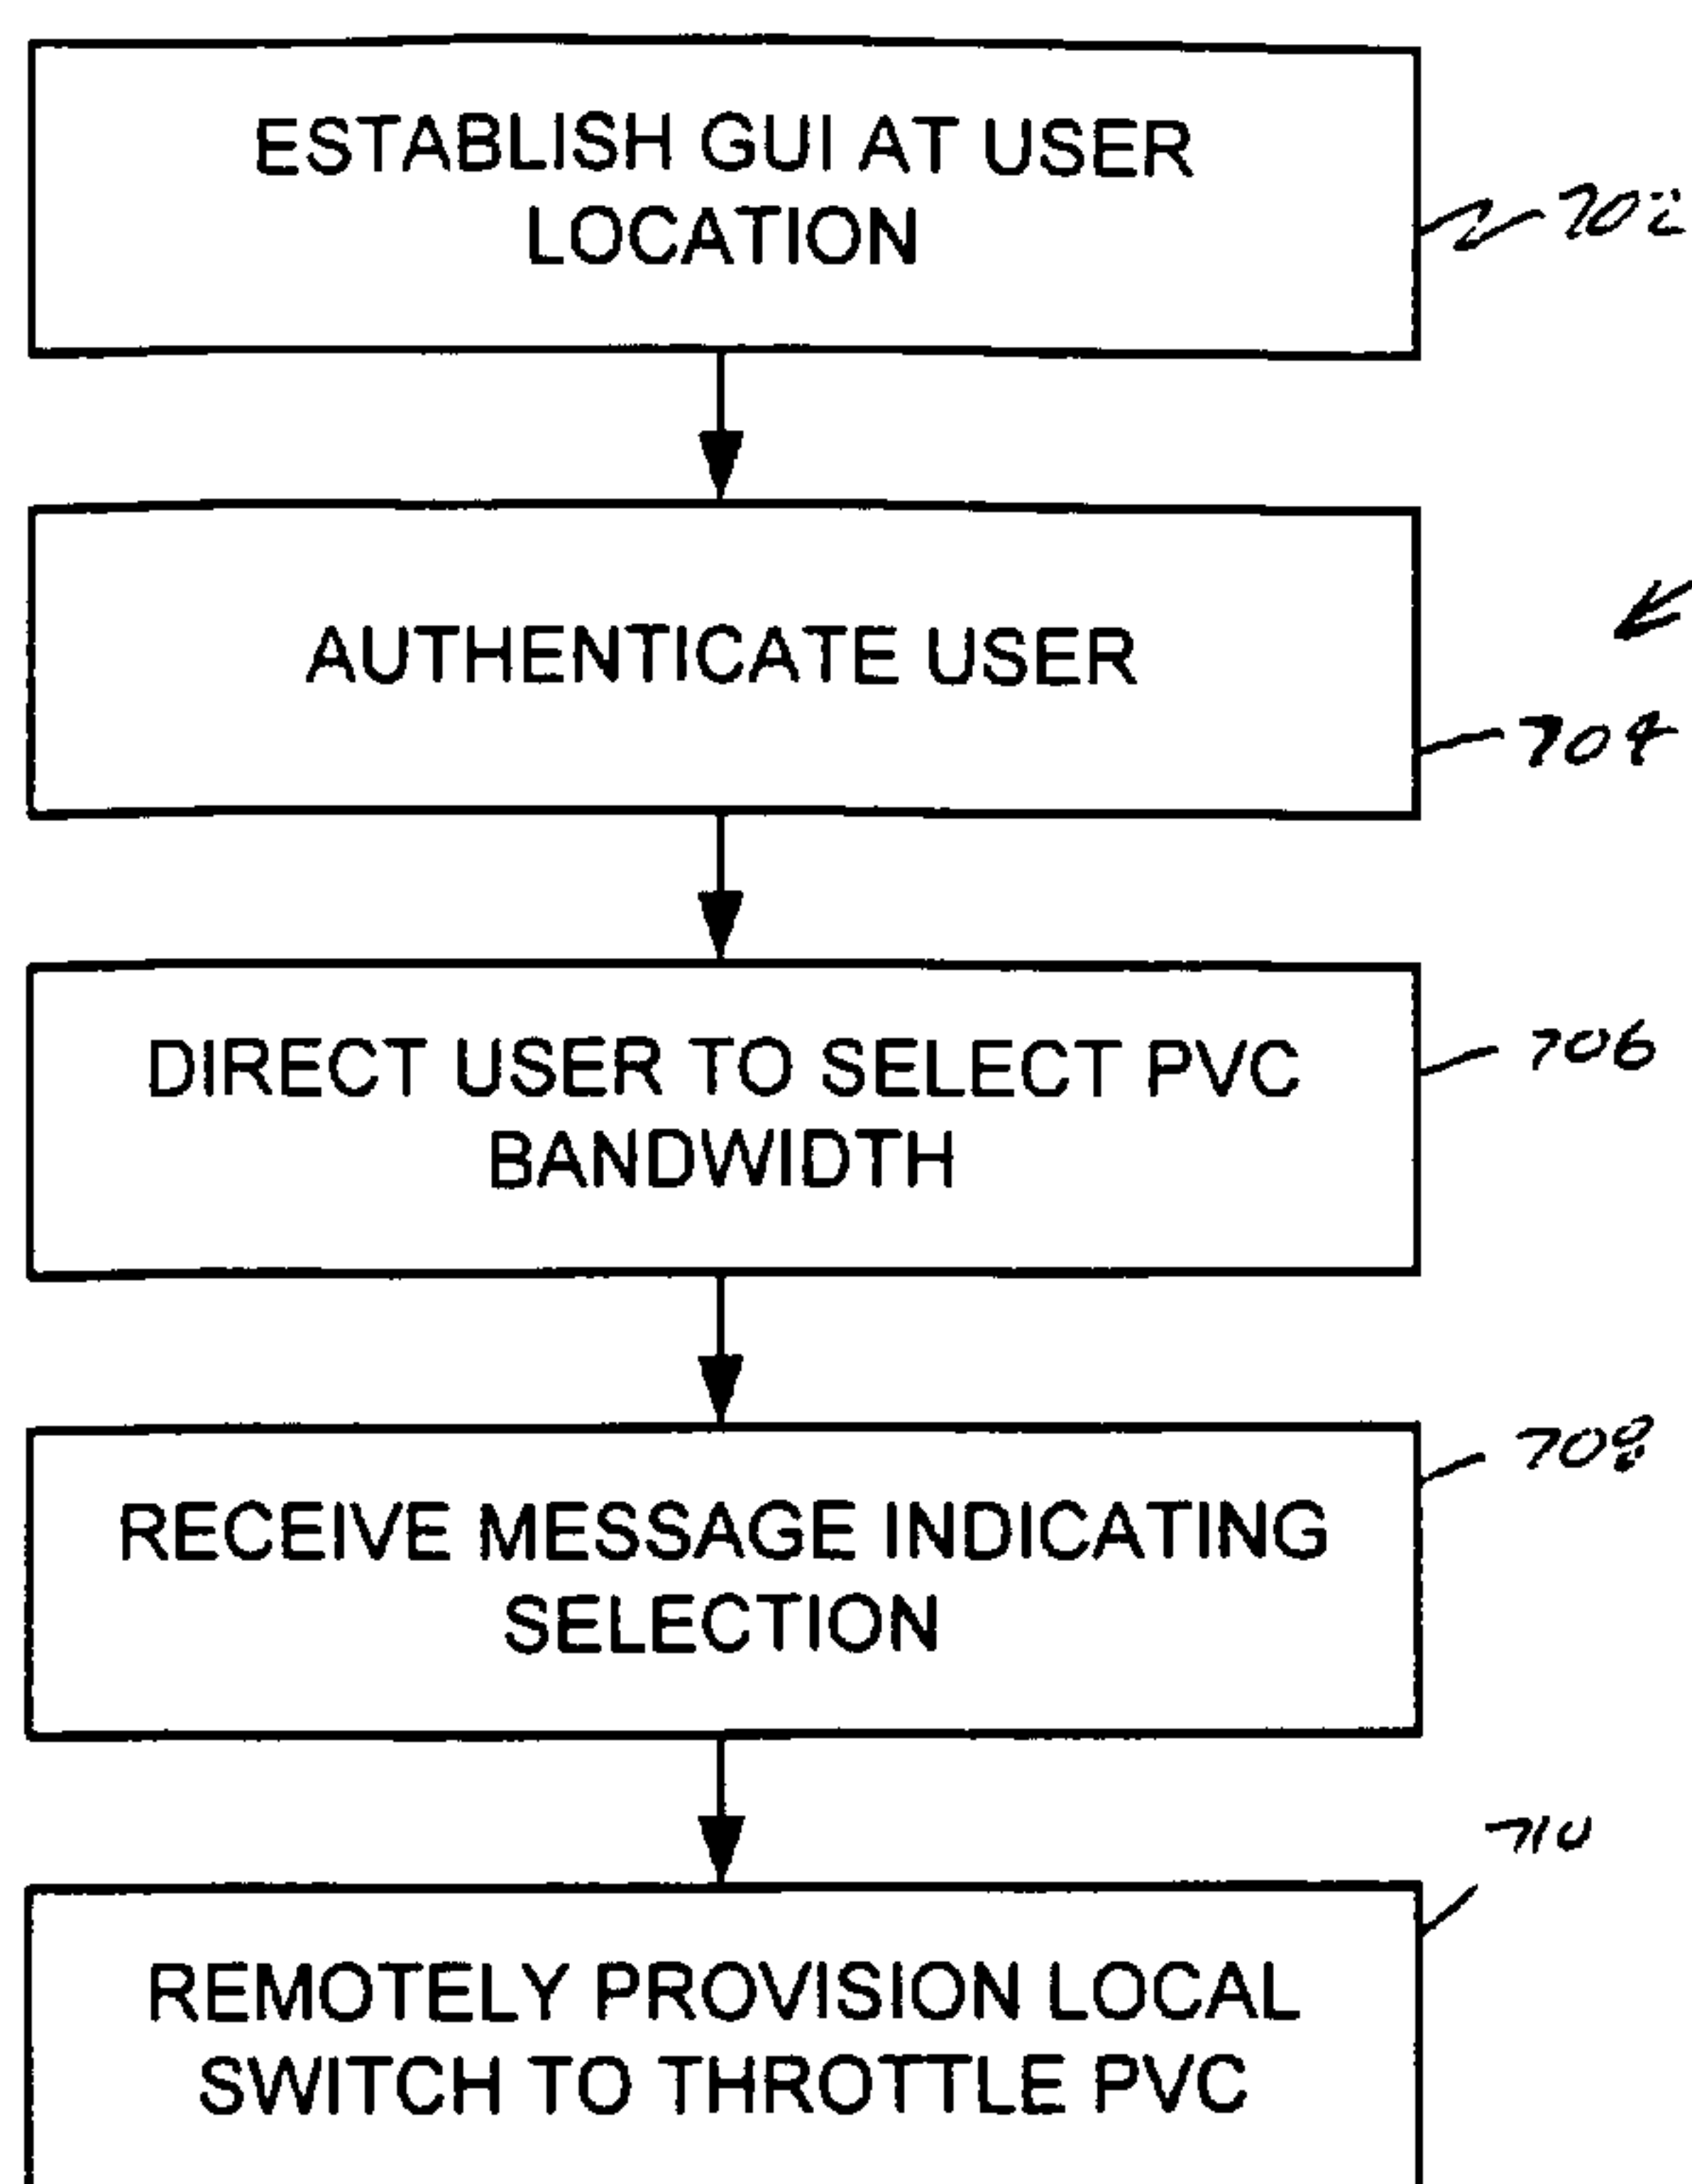 ESTABLISH GUI AT USER
LOCATION
702
AUTHENTICATE USER
704
DIRECT USER TO SELECT PVC
BANDWIDTH
706
RECEIVE MESSAGE INDICATING
SELECTION
708
710
REMOTELY PROVISION LOCAL
SWITCH TO THROTTLE PVC